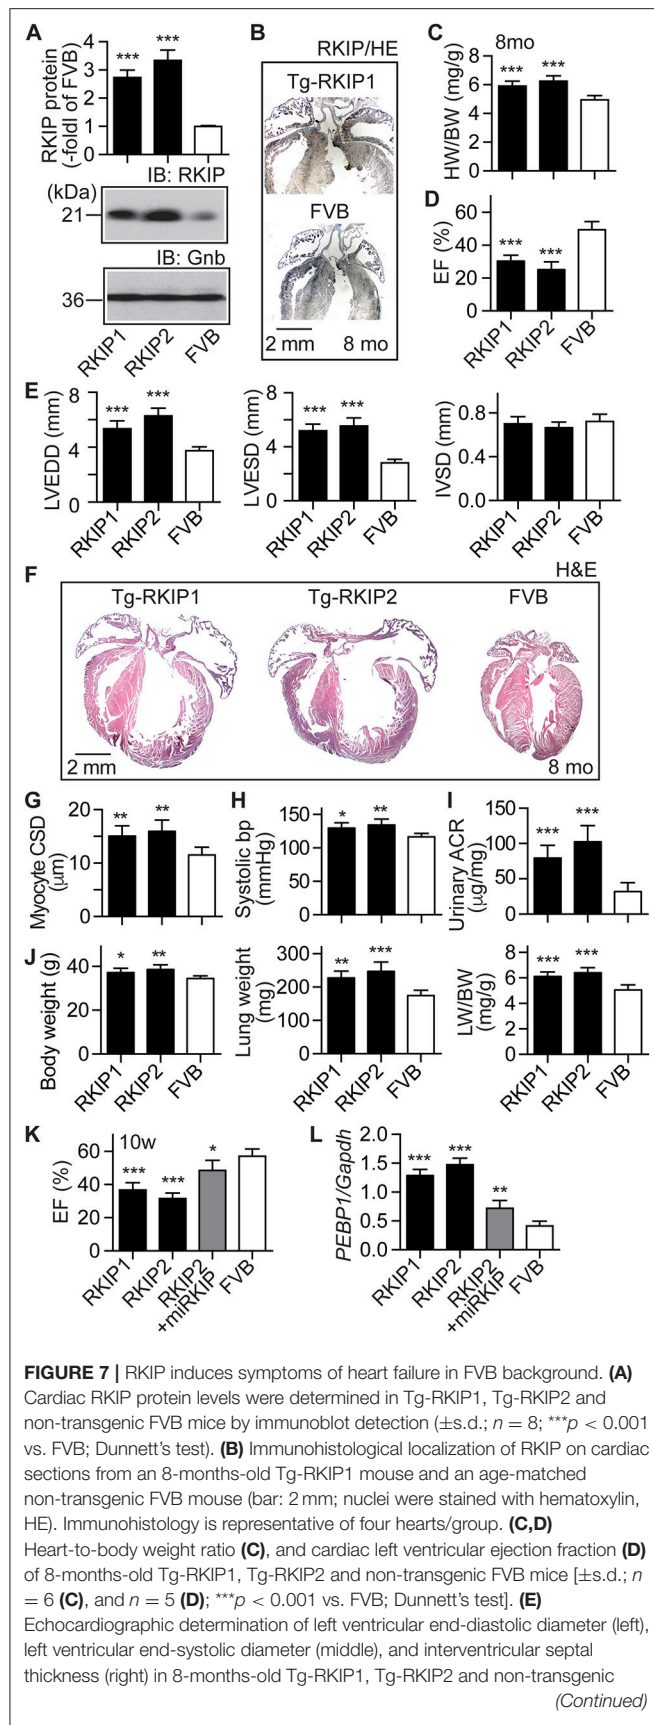 A
RKIP protein
(-foldl of FVB)
4
3
2
1
0
***
***
IB: RKIP
(kDa)
21
IB: Gnb
36
RKIP1
RKIP2
FVB
B
RKIP/HE
Tg-RKIP1
FVB
2 mm
8 mo
C
8mo
HW/BW (mg/g)
8
6
4
2
0
***
***
D
EF (%)
60
40
20
0
***
***
RKIP1
RKIP2
FVB
E
LVEDD (mm)
8
4
0
***
***
RKIP1
RKIP2
FVB
LVESD (mm)
8
4
0
***
***
RKIP1
RKIP2
FVB
IVSD (mm)
0.8
0.4
0.0
RKIP1
RKIP2
FVB
F
H&E
Tg-RKIP1
Tg-RKIP2
FVB
2 mm
8 mo
G
Myocyte CSD
(μm)
20
10
0
**
**
H
Systolic bp
(mmHg)
150
100
50
0
*
**
I
Urinary ACR
(μg/mg)
150
100
50
0
***
***
J
Body weight (g)
40
20
0
*
**
RKIP1
RKIP2
FVB
Lung weight
(mg)
300
200
100
0
**
***
RKIP1
RKIP2
FVB
LW/BW
(mg/g)
8
6
4
2
0
***
***
RKIP1
RKIP2
FVB
K
10w
EF (%)
60
40
20
0
***
***
*
RKIP1
RKIP2
RKIP2
+miRKIP
FVB
L
PEBP1/Gapdh
2.0
1.5
1.0
0.5
0.0
***
***
**
RKIP1
RKIP2
RKIP2
+miRKIP
FVB
FIGURE 7 | RKIP induces symptoms of heart failure in FVB background. (A)
Cardiac RKIP protein levels were determined in Tg-RKIP1, Tg-RKIP2 and
non-transgenic FVB mice by immunoblot detection (±s.d.; n = 8; ***p < 0.001
vs. FVB; Dunnett's test). (B) Immunohistological localization of RKIP on cardiac
sections from an 8-months-old Tg-RKIP1 mouse and an age-matched
non-transgenic FVB mouse (bar: 2 mm; nuclei were stained with hematoxylin,
HE). Immunohistology is representative of four hearts/group. (C,D)
Heart-to-body weight ratio (C), and cardiac left ventricular ejection fraction (D)
of 8-months-old Tg-RKIP1, Tg-RKIP2 and non-transgenic FVB mice [±s.d.; n
= 6 (C), and n = 5 (D); ***p < 0.001 vs. FVB; Dunnett's test]. (E)
Echocardiographic determination of left ventricular end-diastolic diameter (left),
left ventricular end-systolic diameter (middle), and interventricular septal
thickness (right) in 8-months-old Tg-RKIP1, Tg-RKIP2 and non-transgenic
(Continued)